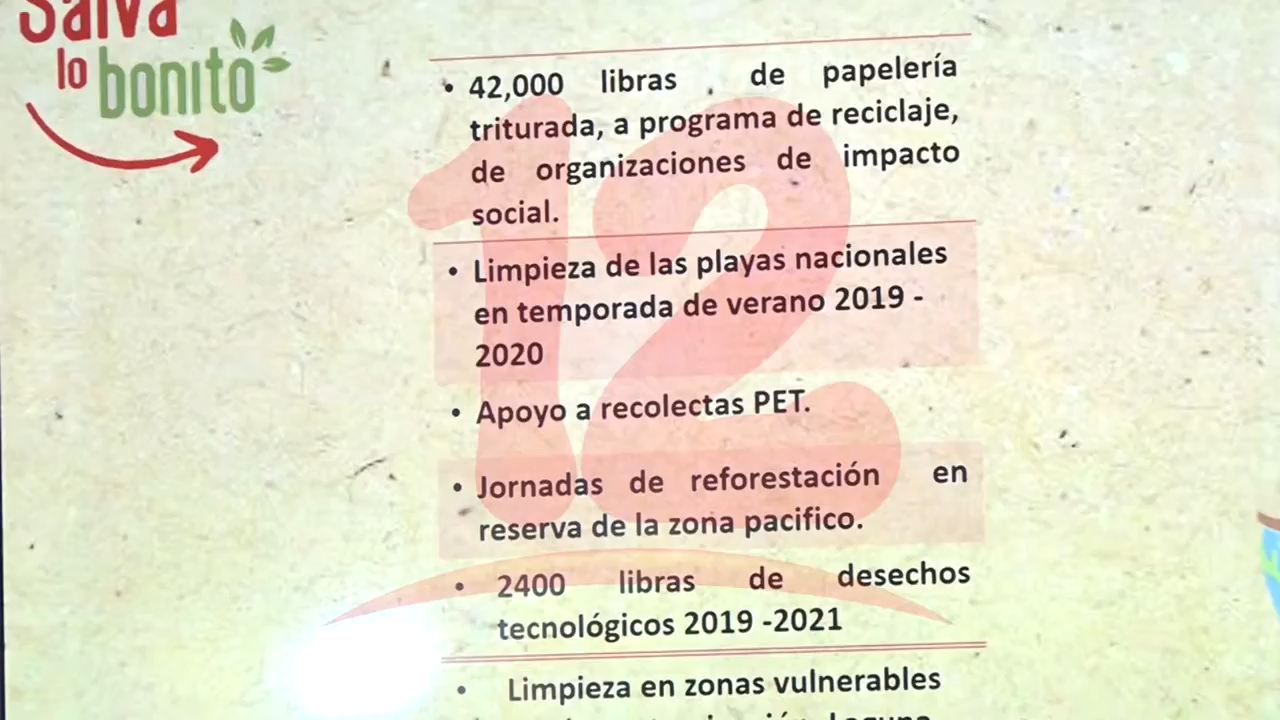 Salva
lo bonito
12
• 42,000 libras de papelería
triturada, a programa de reciclaje,
de organizaciones de impacto
social.
• Limpieza de las playas nacionales
en temporada de verano 2019 -
2020
• Apoyo a recolectas PET.
• Jornadas de reforestación en
reserva de la zona pacifico.
• 2400 libras de desechos
tecnológicos 2019 -2021
• Limpieza en zonas vulnerables